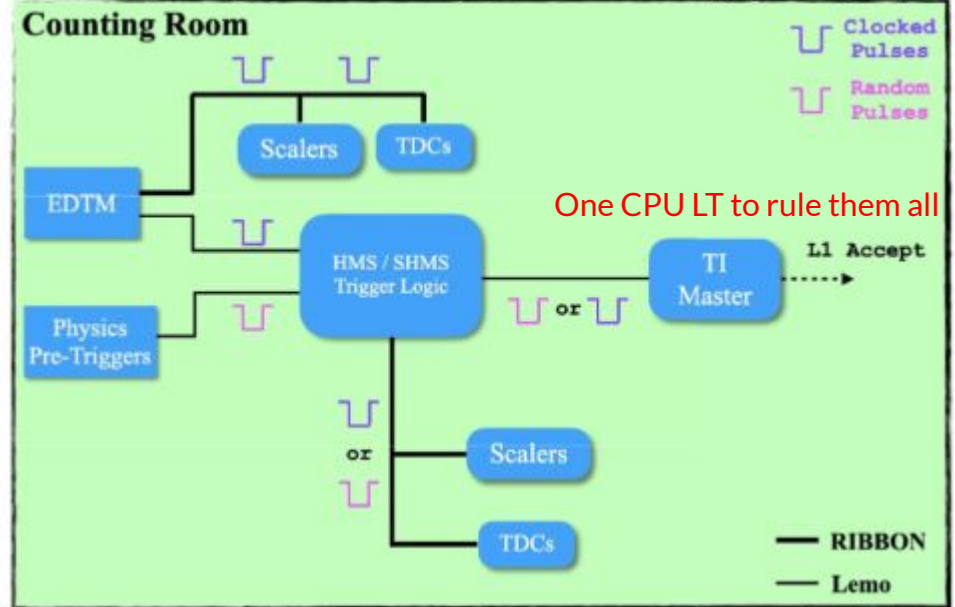 Counting Room
Clocked
Pulses
Random
Pulses
Scalers
TDCs
EDTM
One CPU LT to rule them all
HMS / SHMS
Trigger Logic
TI
Master
L1 Accept
or
Physics
Pre-Triggers
or
Scalers
TDCs
RIBBON
Lemo